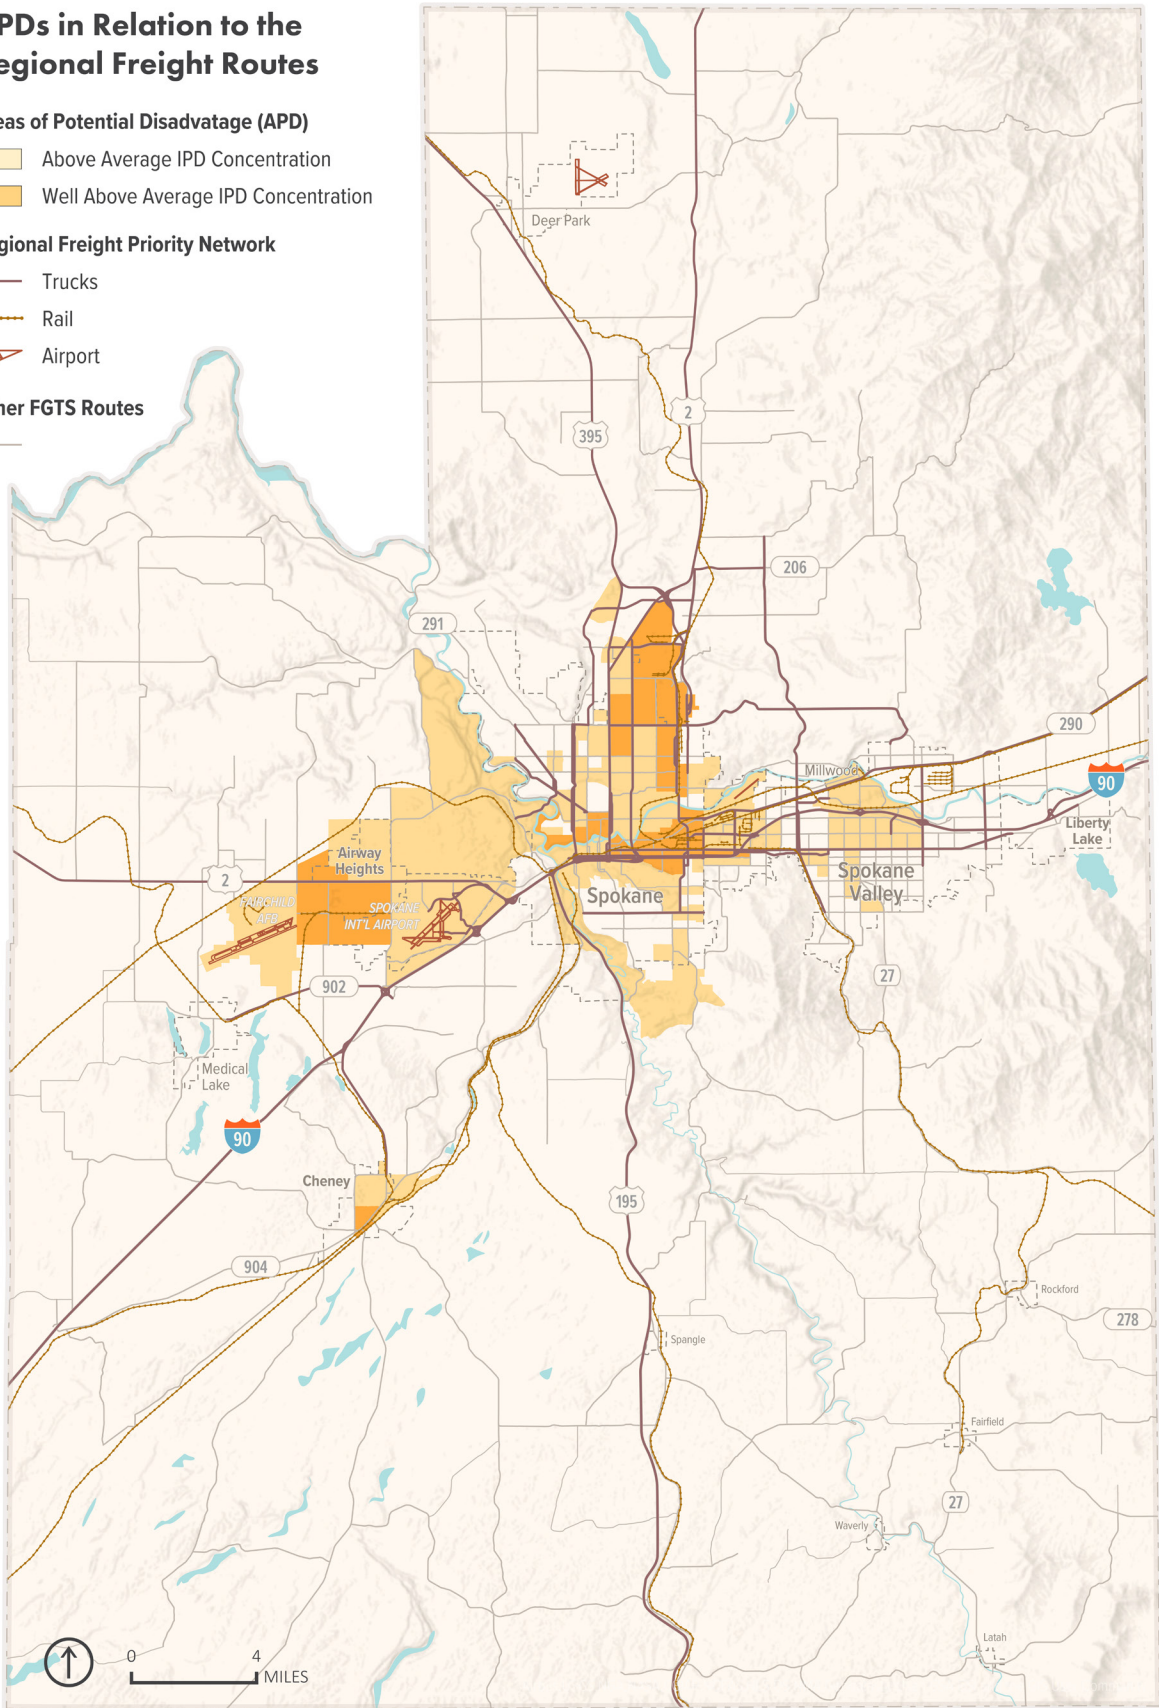 PDs in Relation to the
egional Freight Routes
eas of Potential Disadvatage (APD)
Above Average IPD Concentration
Well Above Average IPD Concentration
gional Freight Priority Network
Trucks
Rail
Airport
her FGTS Routes
Deer Park
2
395
206
291
290
Millwood
90
Liberty
Lake
Airway
Heights
2
Spokane
Valley
Spokane
FAIRCHILD
AFB
SPOKANE
INT'L AIRPORT
902
27
Medical
Lake
90
Cheney
195
904
Rockford
278
Spangle
Fairfield
27
Waverly
Latah
0 4
MILES